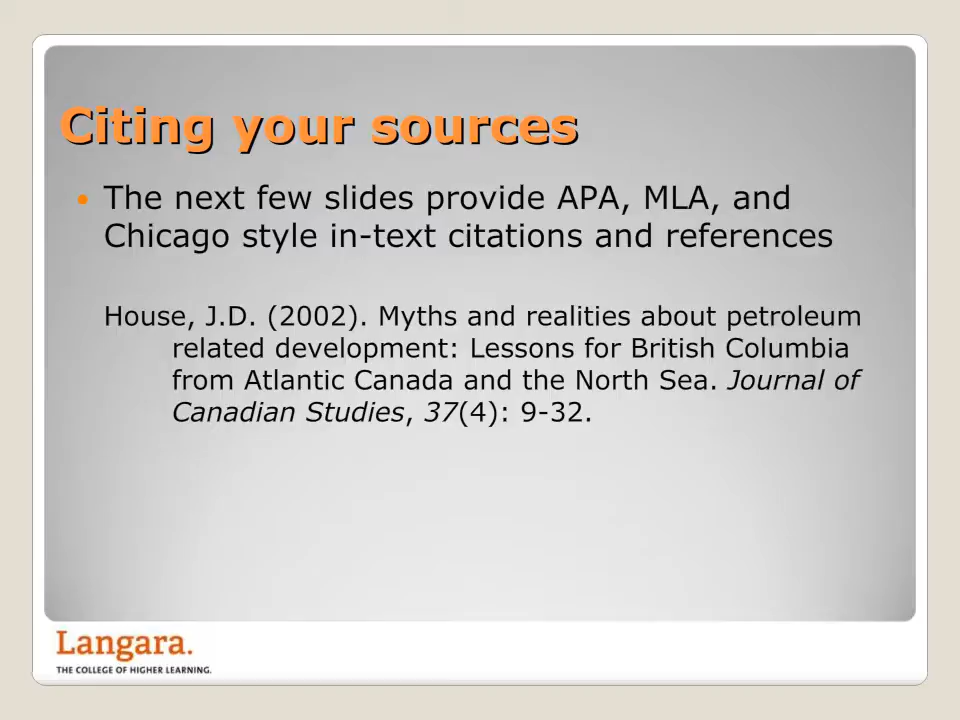 Citing your sources
The next few slides provide APA, MLA, and
Chicago style in-text citations and references
House, J.D. (2002). Myths and realities about petroleum
related development: Lessons for British Columbia
from Atlantic Canada and the North Sea. Journal of
Canadian Studies, 37(4): 9-32.
Langara.
THE COLLEGE OF HIGHER LEARNING.